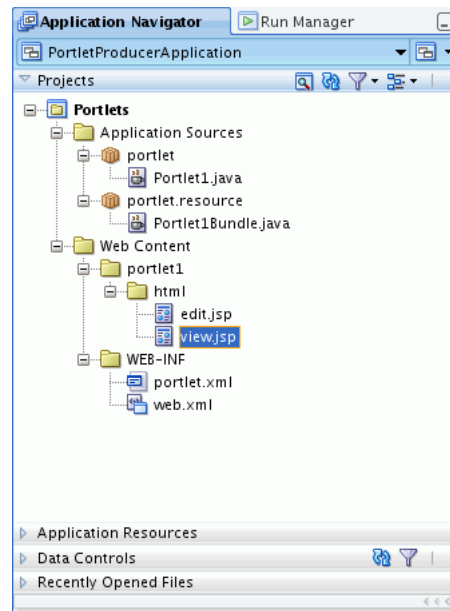 Application Navigator Run Manager
PortletProducerApplication
Projects
Portlets
Application Sources
portlet
Portlet1.java
portlet.resource
Portlet1Bundle.java
Web Content
portlet1
html
edit.jsp
view.jsp
WEB-INF
portlet.xml
web.xml
Application Resources
Data Controls
Recently Opened Files